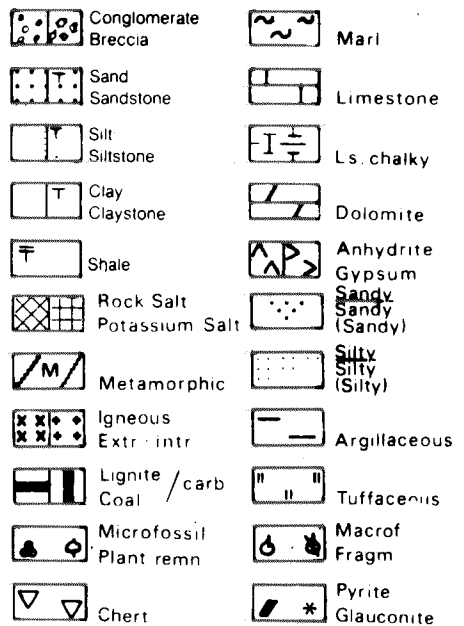 Conglomerate
Breccia
Sand
Sandstone
Silt
Siltstone
Clay
Claystone
Shale
Rock Salt
Potassium Salt
M
Metamorphic
Igneous
Extr · intr
Lignite
Coal
/carb
Microfossil
Plant remn
Chert
Marl
Limestone
Ls. chalky
Dolomite
Anhydrite
Gypsum
Sandy
Sandy
(Sandy)
Silty
Silty
(Silty)
Argillaceous
Tuffaceous
Macrof
Fragm
Pyrite
Glauconite